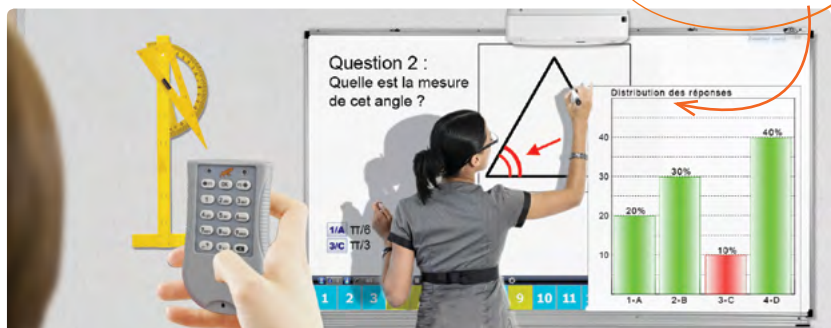 Question 2 :
Quelle est la mesure
de cet angle ?
1/A π/6
3/C π/3
1 2 3
9 10 11
Distribution des réponses
40
30
20
10
20%
30%
10%
40%
1-A 2-B 3-C 4-D